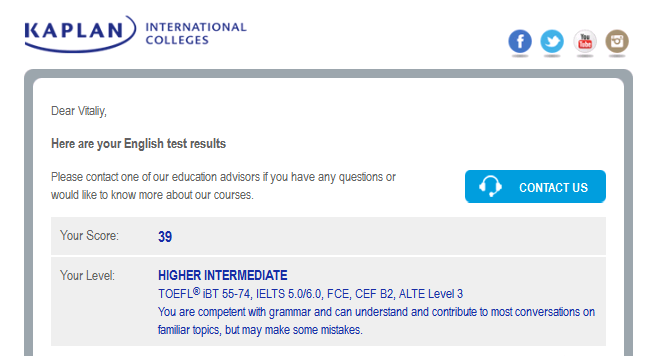 KAPLAN INTERNATIONAL
COLLEGES
You
Tube
Dear Vitaliy,
Here are your English test results
Please contact one of our education advisors if you have any questions or
would like to know more about our courses.
CONTACT US
Your Score: 39
Your Level: HIGHER INTERMEDIATE
TOEFL® iBT 55-74, IELTS 5.0/6.0, FCE, CEF B2, ALTE Level 3
You are competent with grammar and can understand and contribute to most conversations on
familiar topics, but may make some mistakes.